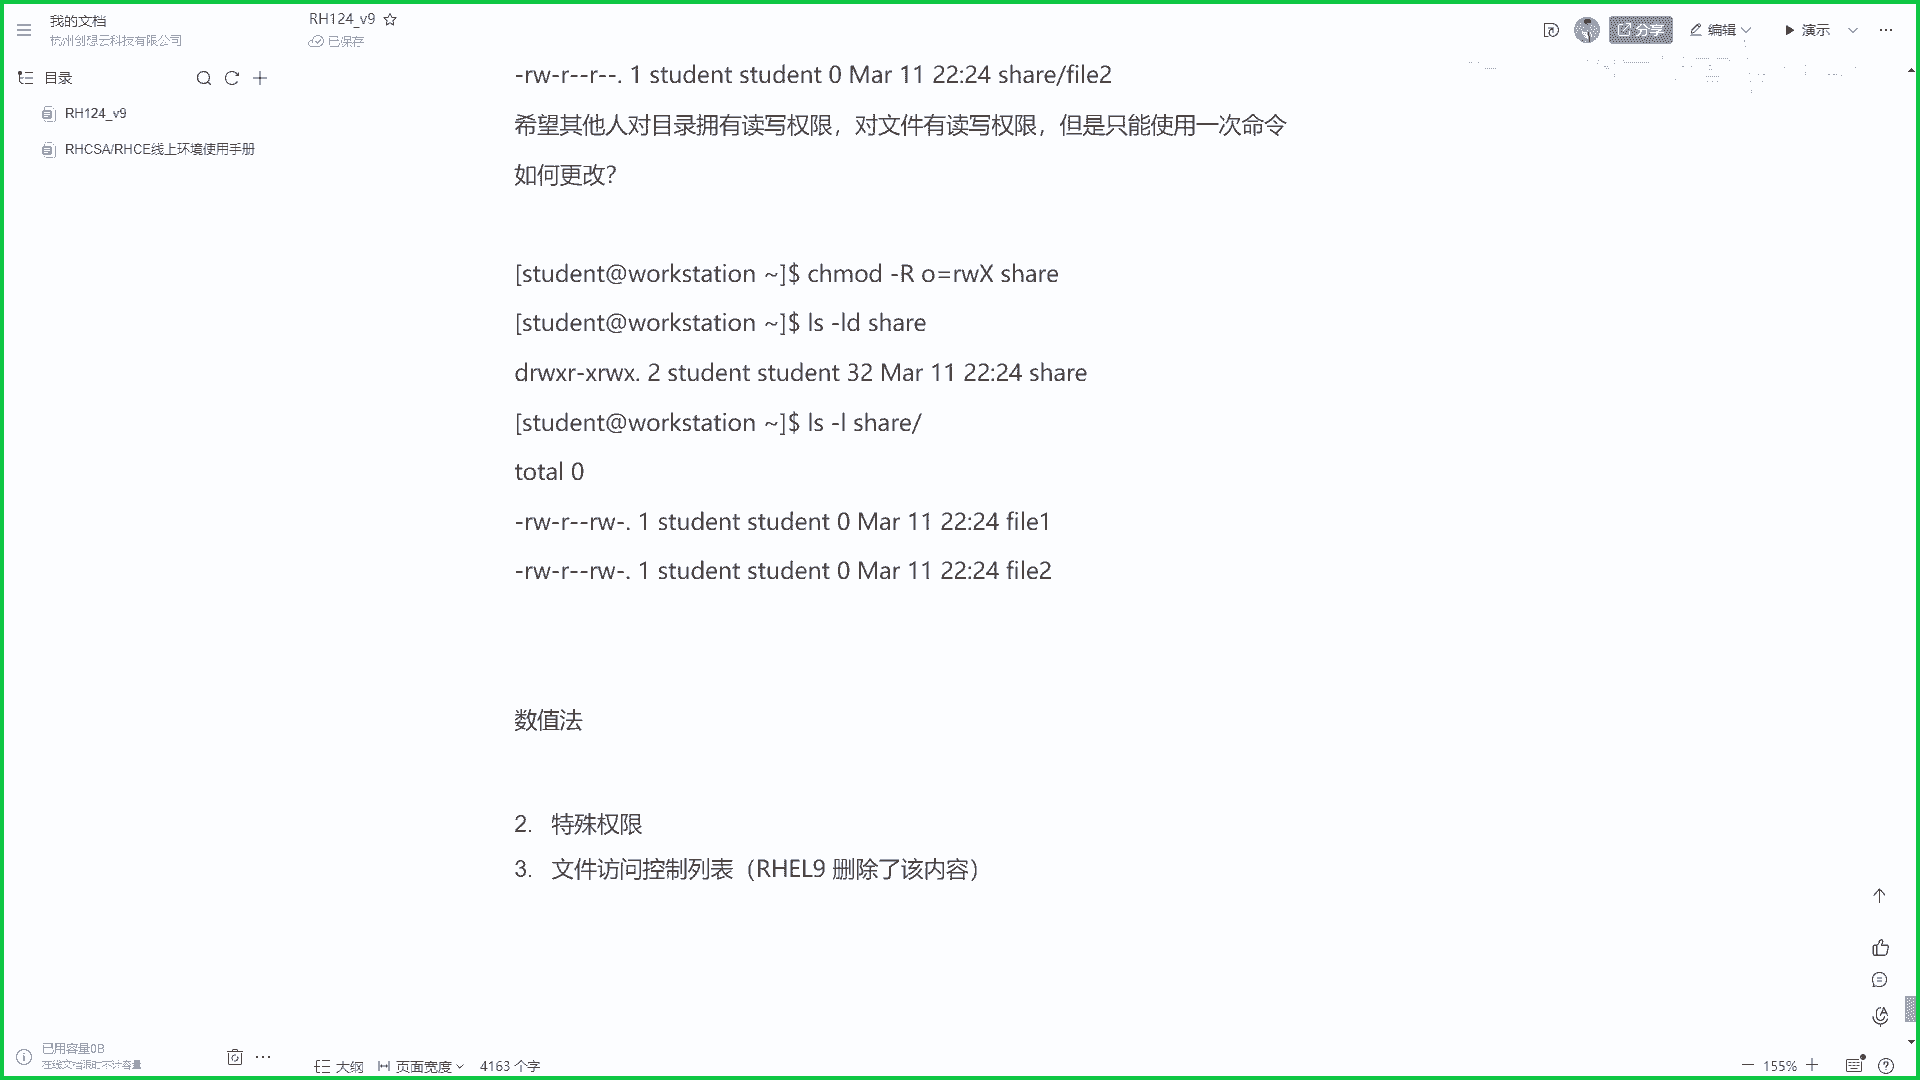 我的文档
杭州创想云科技有限公司
RH124_v9
已保存
分享
编辑
演示
目录
RH124_v9
RHCSA/RHCE线上环境使用手册
-rw-r--r--. 1 student student 0 Mar 11 22:24 share/file2
希望其他人对目录拥有读写权限，对文件有读写权限，但是只能使用一次命令
如何更改？
[student@workstation ~]$ chmod -R o=rwX share
[student@workstation ~]$ ls -ld share
drwxr-xrwx. 2 student student 32 Mar 11 22:24 share
[student@workstation ~]$ ls -l share/
total 0
-rw-r--rw-. 1 student student 0 Mar 11 22:24 file1
-rw-r--rw-. 1 student student 0 Mar 11 22:24 file2
数值法
2. 特殊权限
3. 文件访问控制列表（RHEL9 删除了该内容）
已用容量0B
在线文档限时不计容量
大纲
页面宽度
4163 个字
155%